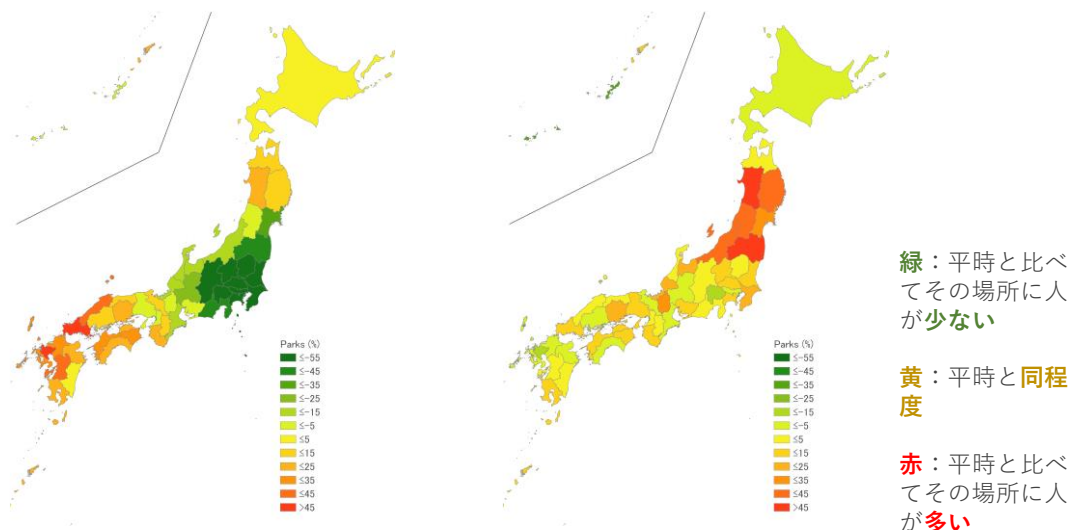 Parks (%)
≤-55
≤-45
≤-35
≤-25
≤-15
≤-5
≤5
≤15
≤25
≤35
≤45
>45
Parks (%)
≤-55
≤-45
≤-35
≤-25
≤-15
≤-5
≤5
≤15
≤25
≤35
≤45
>45
緑：平時と比べ
てその場所に人
が少ない
黄：平時と同程
度
赤：平時と比べ
てその場所に人
が多い